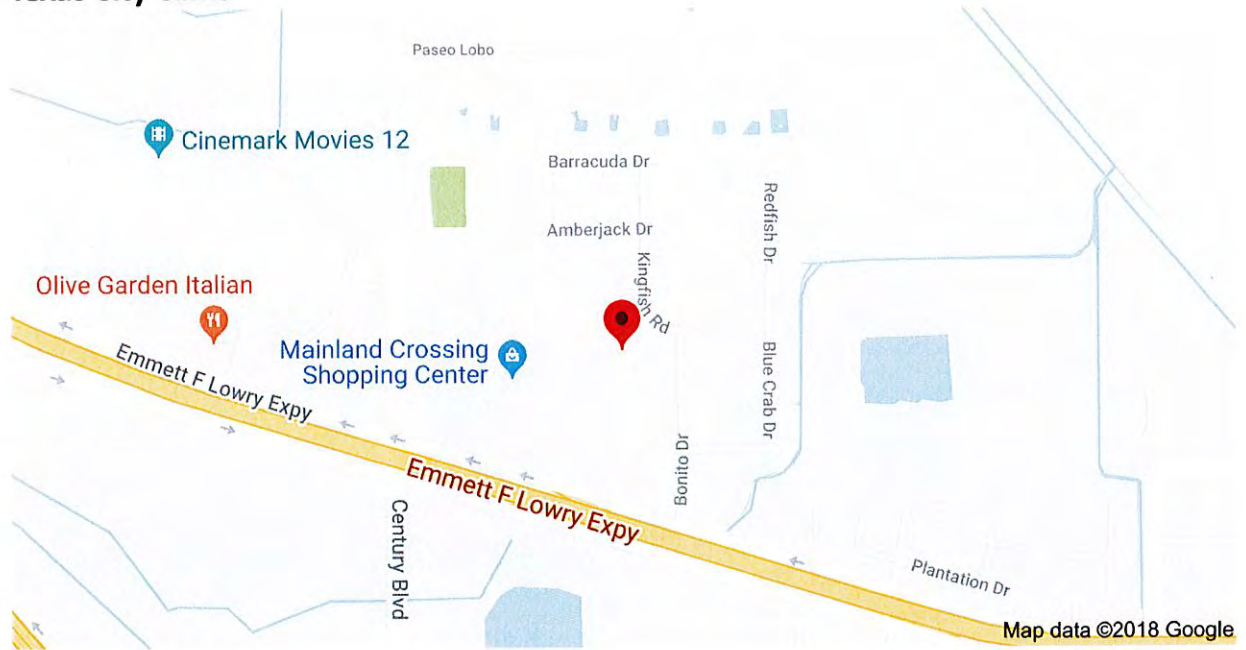 Texas City
Paseo Lobo
Cinemark Movies 12
Barracuda Dr
Redfish Dr
Amberjack Dr
Kingfish Rd
Olive Garden Italian
Mainland Crossing
Shopping Center
Blue Crab Dr
Emmett F Lowry Expy
Bonito Dr
Emmett F Lowry Expy
Century Blvd
Plantation Dr
Map data ©2018 Google